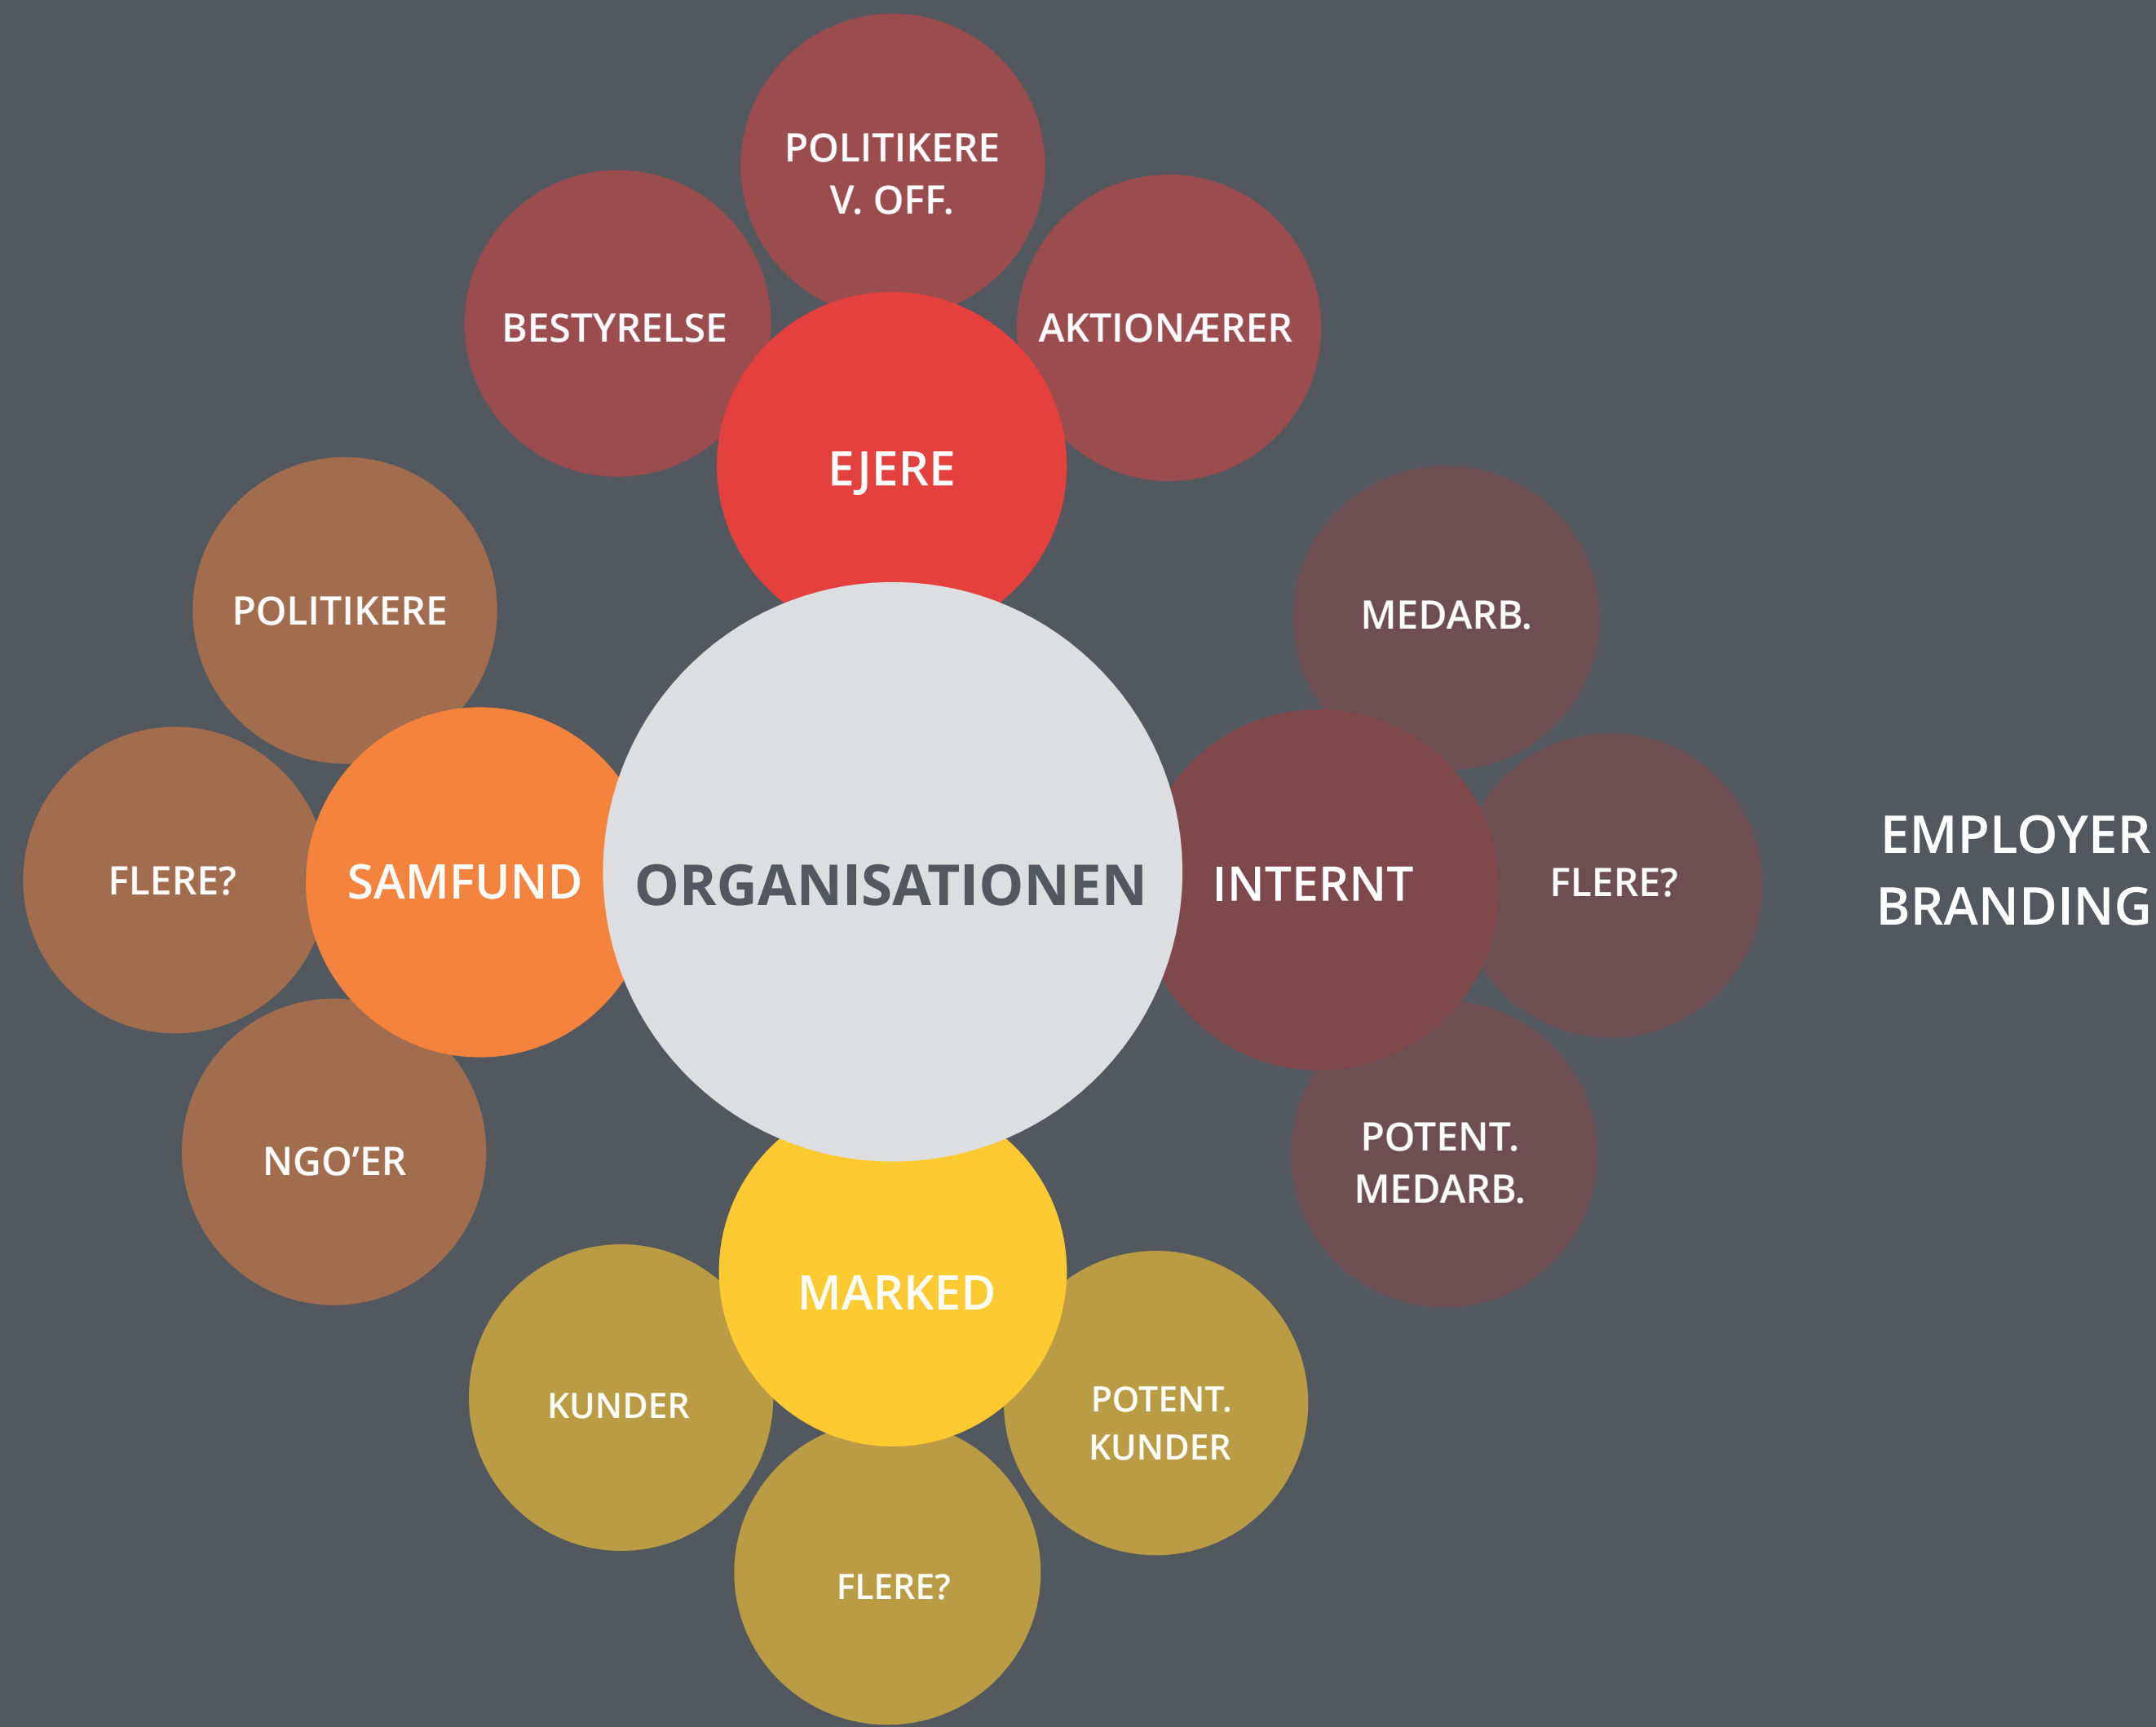 POLITIKERE
V. OFF.
BESTYRELSE
AKTIONÆRER
EJERE
POLITIKERE
MEDARB.
FLERE?
SAMFUND
ORGANISATIONEN
INTERNT
FLERE?
EMPLOYER
BRANDING
NGO’ER
POTENT.
MEDARB.
MARKED
KUNDER
POTENT.
KUNDER
FLERE?